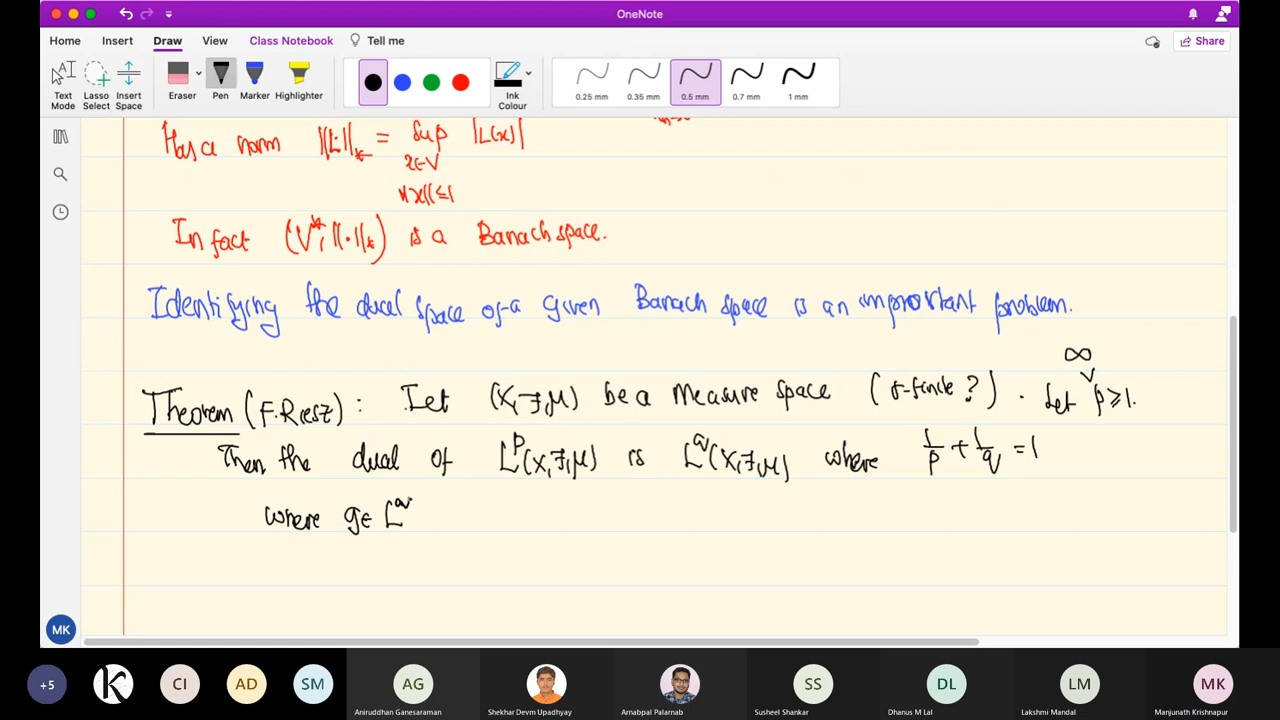 OneNote
Home Insert Draw View Class Notebook Tell me Share
Text Mode Lasso Select Insert Space Eraser Pen Marker Highlighter Ink Colour 0.25 mm 0.35 mm 0.5 mm 0.7 mm 1 mm
Has a norm ‖L‖* = sup |L(x)|
x∈V
‖x‖≤1
In fact (V*, ‖·‖*) is a Banach space.
Identifying the dual space of a given Banach space is an improtant problem.
Theorem (F. Riesz) : Let (X, F, μ) be a measure space (σ-finite?) . Let ∞ > p ≥ 1.
Then the dual of L^p(X, F, μ) is L^q(X, F, μ) where 1/p + 1/q = 1
where g ∈ L^q
MK
+5 K CI AD SM AG SS DL LM MK
Aniruddhan Ganesaraman Shekhar Devm Upadhyay Arnabpal Palarnab Susheel Shankar Dhanus M Lal Lakshmi Mandal Manjunath Krishnapur